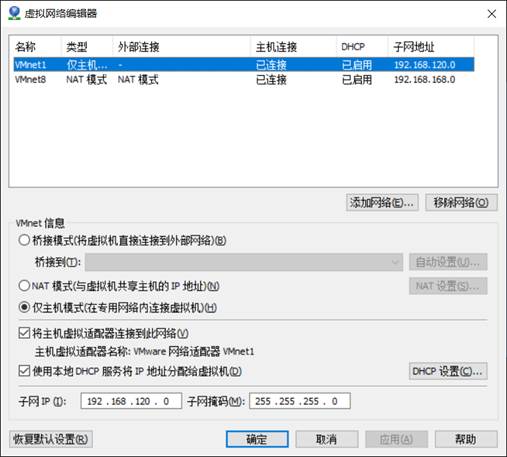 虚拟网络编辑器
名称 类型 外部连接 主机连接 DHCP 子网地址
VMnet1 仅主机... - 已连接 已启用 192.168.120.0
VMnet8 NAT 模式 NAT 模式 已连接 已启用 192.168.168.0
添加网络(E)... 移除网络(O)
VMnet 信息
桥接模式(将虚拟机直接连接到外部网络)(B)
桥接到(T): 自动设置(U)...
NAT 模式(与虚拟机共享主机的 IP 地址)(N) NAT 设置(S)...
仅主机模式(在专用网络内连接虚拟机)(H)
将主机虚拟适配器连接到此网络(V)
主机虚拟适配器名称: VMware 网络适配器 VMnet1
使用本地 DHCP 服务将 IP 地址分配给虚拟机(D) DHCP 设置(C)...
子网 IP (I): 192 .168 .120 . 0 子网掩码(M): 255 .255 .255 . 0
恢复默认设置(R) 确定 取消 应用(A) 帮助